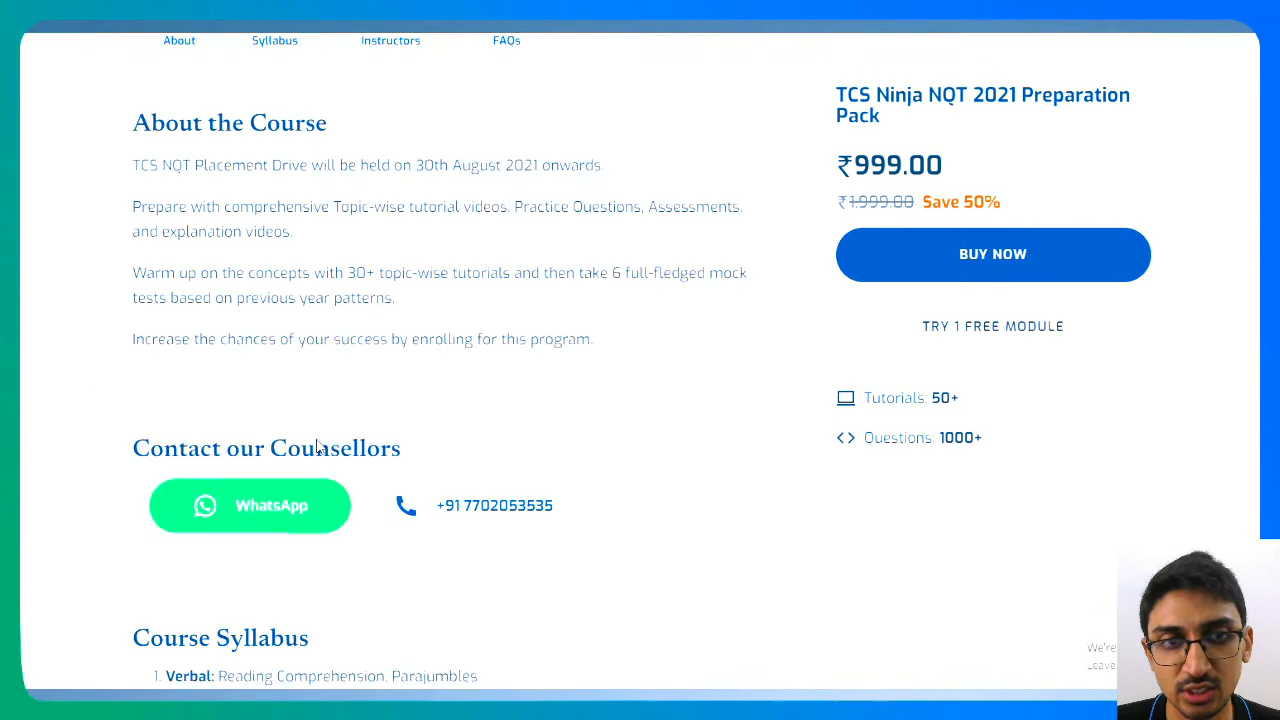 About
Syllabus
Instructors
FAQs
About the Course
TCS NQT Placement Drive will be held on 30th August 2021 onwards.
Prepare with comprehensive Topic-wise tutorial videos. Practice Questions, Assessments,
and explanation videos.
Warm up on the concepts with 30+ topic-wise tutorials and then take 6 full-fledged mock
tests based on previous year patterns.
Increase the chances of your success by enrolling for this program.
Contact our Counsellors
WhatsApp
+91 7702053535
Course Syllabus
1. Verbal: Reading Comprehension, Parajumbles
TCS Ninja NQT 2021 Preparation
Pack
₹999.00
₹1,999.00 Save 50%
BUY NOW
TRY 1 FREE MODULE
Tutorials: 50+
Questions: 1000+
We're
Leave